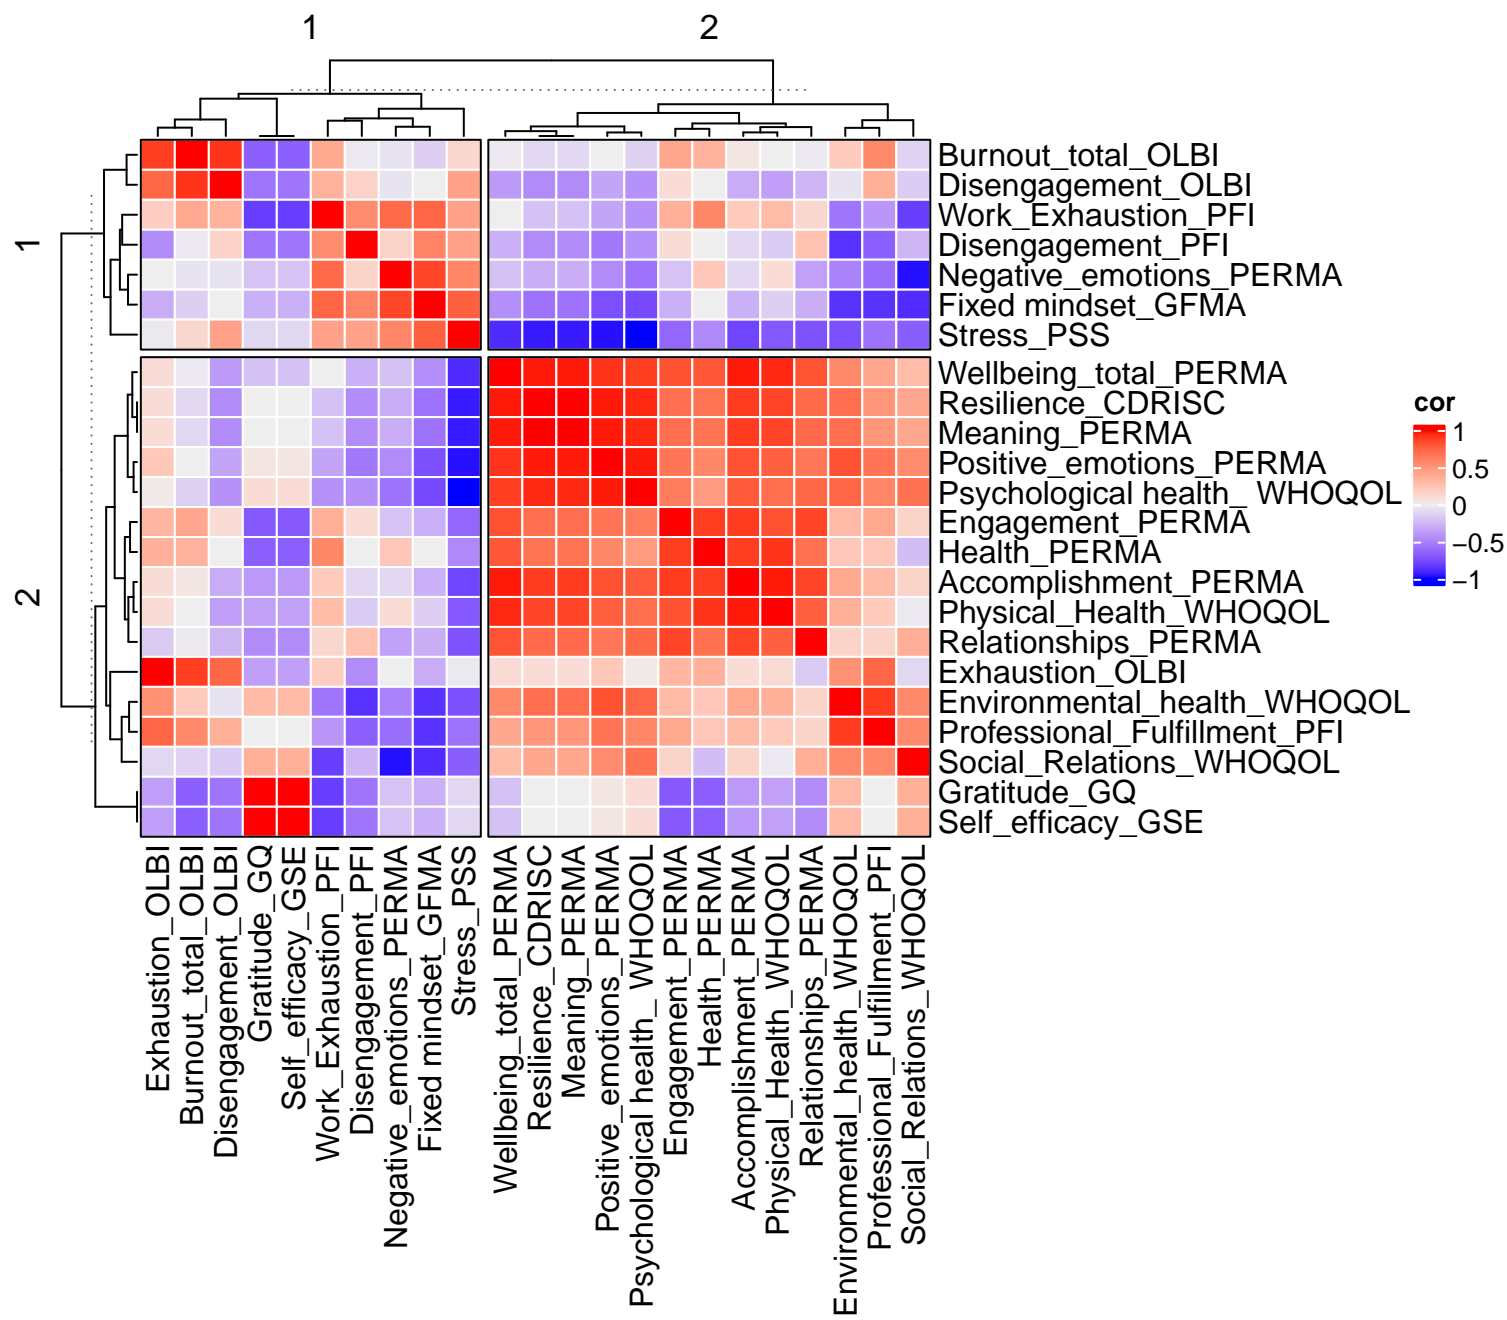 1
2
1
2
Burnout_total_OLBI
Disengagement_OLBI
Work_Exhaustion_PFI
Disengagement_PFI
Negative_emotions_PERMA
Fixed mindset_GFMA
Stress_PSS
Wellbeing_total_PERMA
Resilience_CDRISC
Meaning_PERMA
Positive_emotions_PERMA
Psychological health_ WHOQOL
Engagement_PERMA
Health_PERMA
Accomplishment_PERMA
Physical_Health_WHOQOL
Relationships_PERMA
Exhaustion_OLBI
Environmental_health_WHOQOL
Professional_Fulfillment_PFI
Social_Relations_WHOQOL
Gratitude_GQ
Self_efficacy_GSE
cor
1
0.5
0
−0.5
−1
Exhaustion_OLBI
Burnout_total_OLBI
Disengagement_OLBI
Gratitude_GQ
Self_efficacy_GSE
Work_Exhaustion_PFI
Disengagement_PFI
Negative_emotions_PERMA
Fixed mindset_GFMA
Stress_PSS
Wellbeing_total_PERMA
Resilience_CDRISC
Meaning_PERMA
Positive_emotions_PERMA
Psychological health_ WHOQOL
Engagement_PERMA
Health_PERMA
Accomplishment_PERMA
Physical_Health_WHOQOL
Relationships_PERMA
Environmental_health_WHOQOL
Professional_Fulfillment_PFI
Social_Relations_WHOQOL